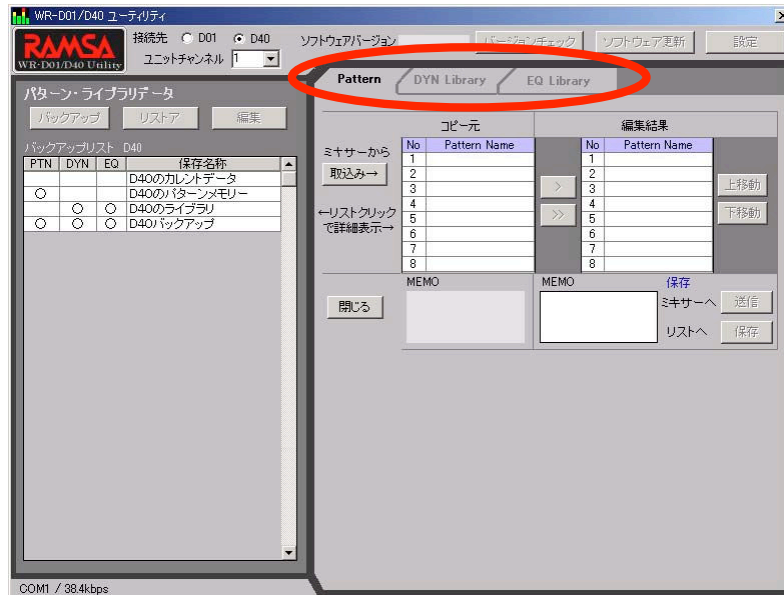 WR-D01/D40 ユーティリティ
RAMSA
WR-D01/D40 Utility
接続先 D01 D40
ユニットチャンネル 1
ソフトウェアバージョン
バージョンチェック
ソフトウェア更新
設定
パターン・ライブラリデータ
バックアップ リストア 編集
バックアップリスト D40
PTN DYN EQ 保存名称
D40のカレントデータ
○ D40のパターンメモリー
○ ○ D40のライブラリ
○ ○ ○ D40バックアップ
Pattern DYN Library EQ Library
コピー元 編集結果
ミキサーから
取込み→
←リストクリック
で詳細表示→
No Pattern Name No Pattern Name
1 1
2 2
3 3
4 4
5 5
6 6
7 7
8 8
>
>>
上移動
下移動
MEMO MEMO 保存
閉じる
ミキサーへ 送信
リストへ 保存
COM1 / 38.4kbps